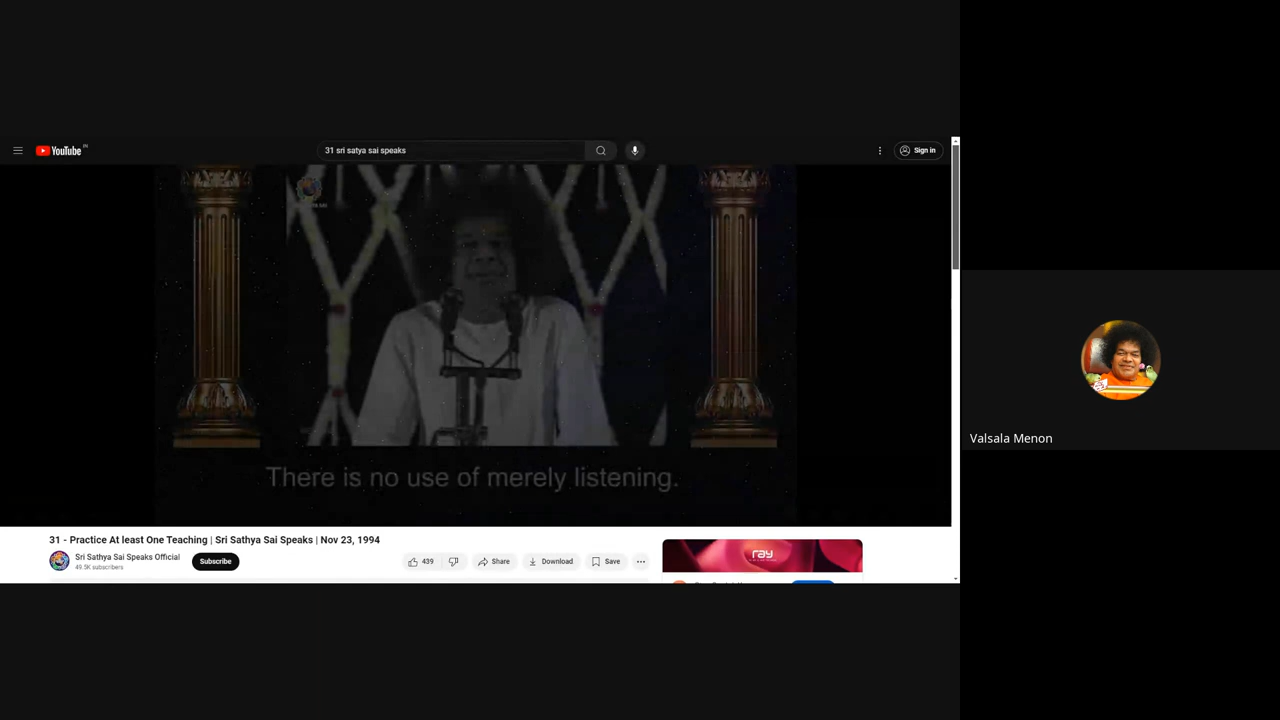 YouTube IN
31 sri satya sai speaks
Sign in
There is no use of merely listening.
31 - Practice At least One Teaching | Sri Sathya Sai Speaks | Nov 23, 1994
Sri Sathya Sai Speaks Official
49.5K subscribers
Subscribe
439
Share
Download
Save
ray
Valsala Menon